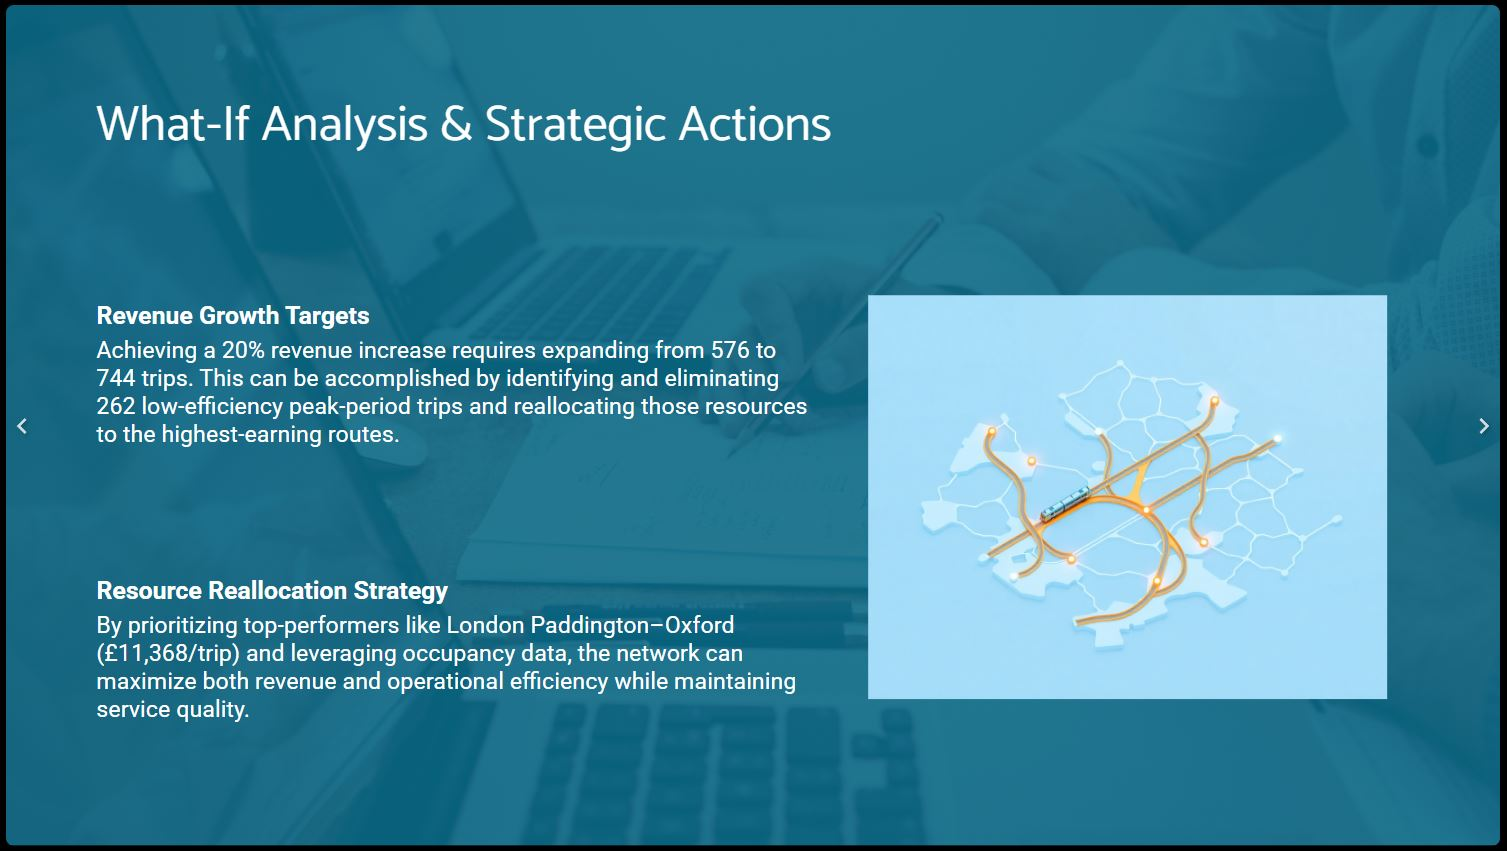 What-If Analysis & Strategic Actions
Revenue Growth Targets
Achieving a 20% revenue increase requires expanding from 576 to
744 trips. This can be accomplished by identifying and eliminating
262 low-efficiency peak-period trips and reallocating those resources
to the highest-earning routes.
Resource Reallocation Strategy
By prioritizing top-performers like London Paddington–Oxford
(£11,368/trip) and leveraging occupancy data, the network can
maximize both revenue and operational efficiency while maintaining
service quality.